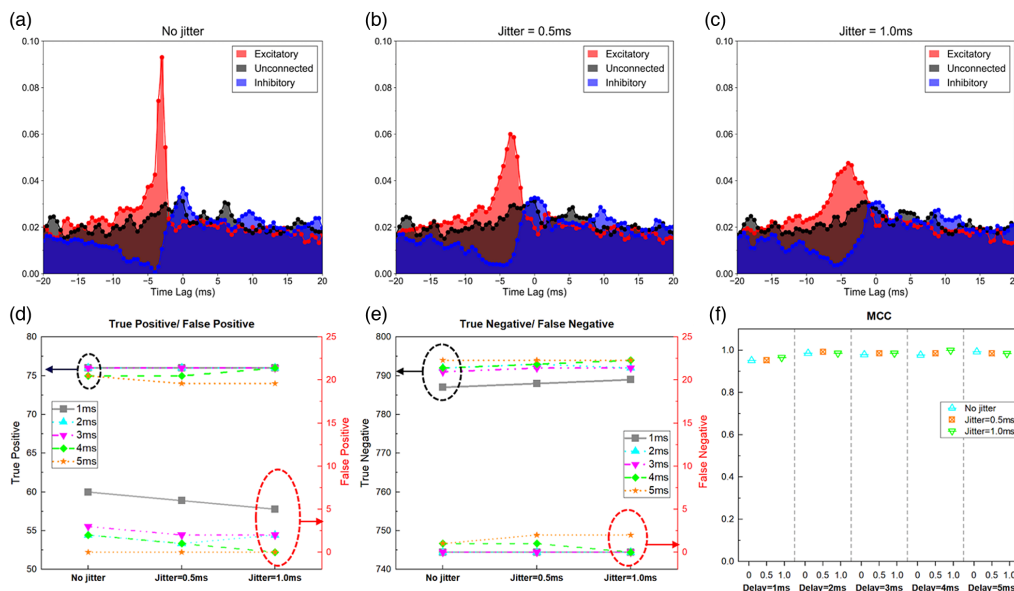 (a)
No jitter
0.10
0.08
0.06
0.04
0.02
0.00
Excitatory
Unconnected
Inhibitory
−20 −15 −10 −5 0 5 10 15 20
Time Lag (ms)
(b)
Jitter = 0.5ms
0.10
0.08
0.06
0.04
0.02
0.00
Excitatory
Unconnected
Inhibitory
−20 −15 −10 −5 0 5 10 15 20
Time Lag (ms)
(c)
Jitter = 1.0ms
0.10
0.08
0.06
0.04
0.02
0.00
Excitatory
Unconnected
Inhibitory
−20 −15 −10 −5 0 5 10 15 20
Time Lag (ms)
(d)
True Positive/ False Positive
True Positive
80
75
70
65
60
55
50
1ms
2ms
3ms
4ms
5ms
25
20
15
10
5
0
False Positive
No jitter Jitter=0.5ms Jitter=1.0ms
(e)
True Negative/ False Negative
True Negative
800
790
780
770
760
750
740
1ms
2ms
3ms
4ms
5ms
25
20
15
10
5
0
False Negative
No jitter Jitter=0.5ms Jitter=1.0ms
(f)
MCC
1.0
0.8
0.6
0.4
0.2
0.0
No jitter
Jitter=0.5ms
Jitter=1.0ms
0 0.5 1.0 0 0.5 1.0 0 0.5 1.0 0 0.5 1.0 0 0.5 1.0
Delay=1ms Delay=2ms Delay=3ms Delay=4ms Delay=5ms